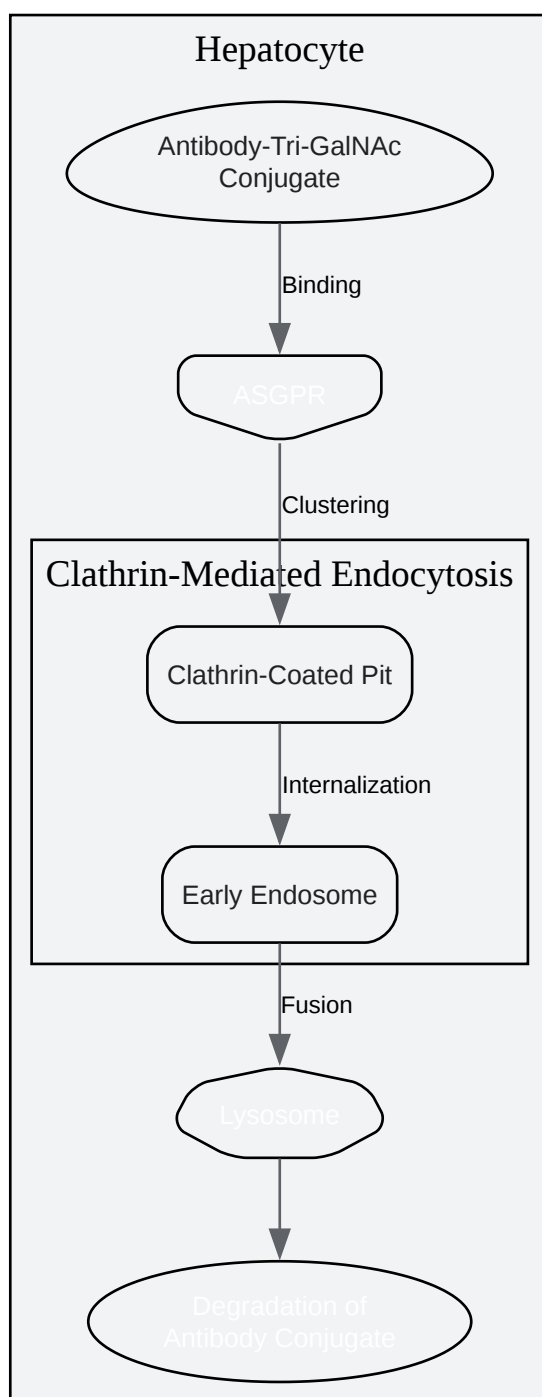 Hepatocyte
Antibody-Tri-GalNAc
Conjugate
Binding
ASGPR
Clustering
Clathrin-Mediated Endocytosis
Clathrin-Coated Pit
Internalization
Early Endosome
Fusion
Lysosome
Degradation of
Antibody Conjugate